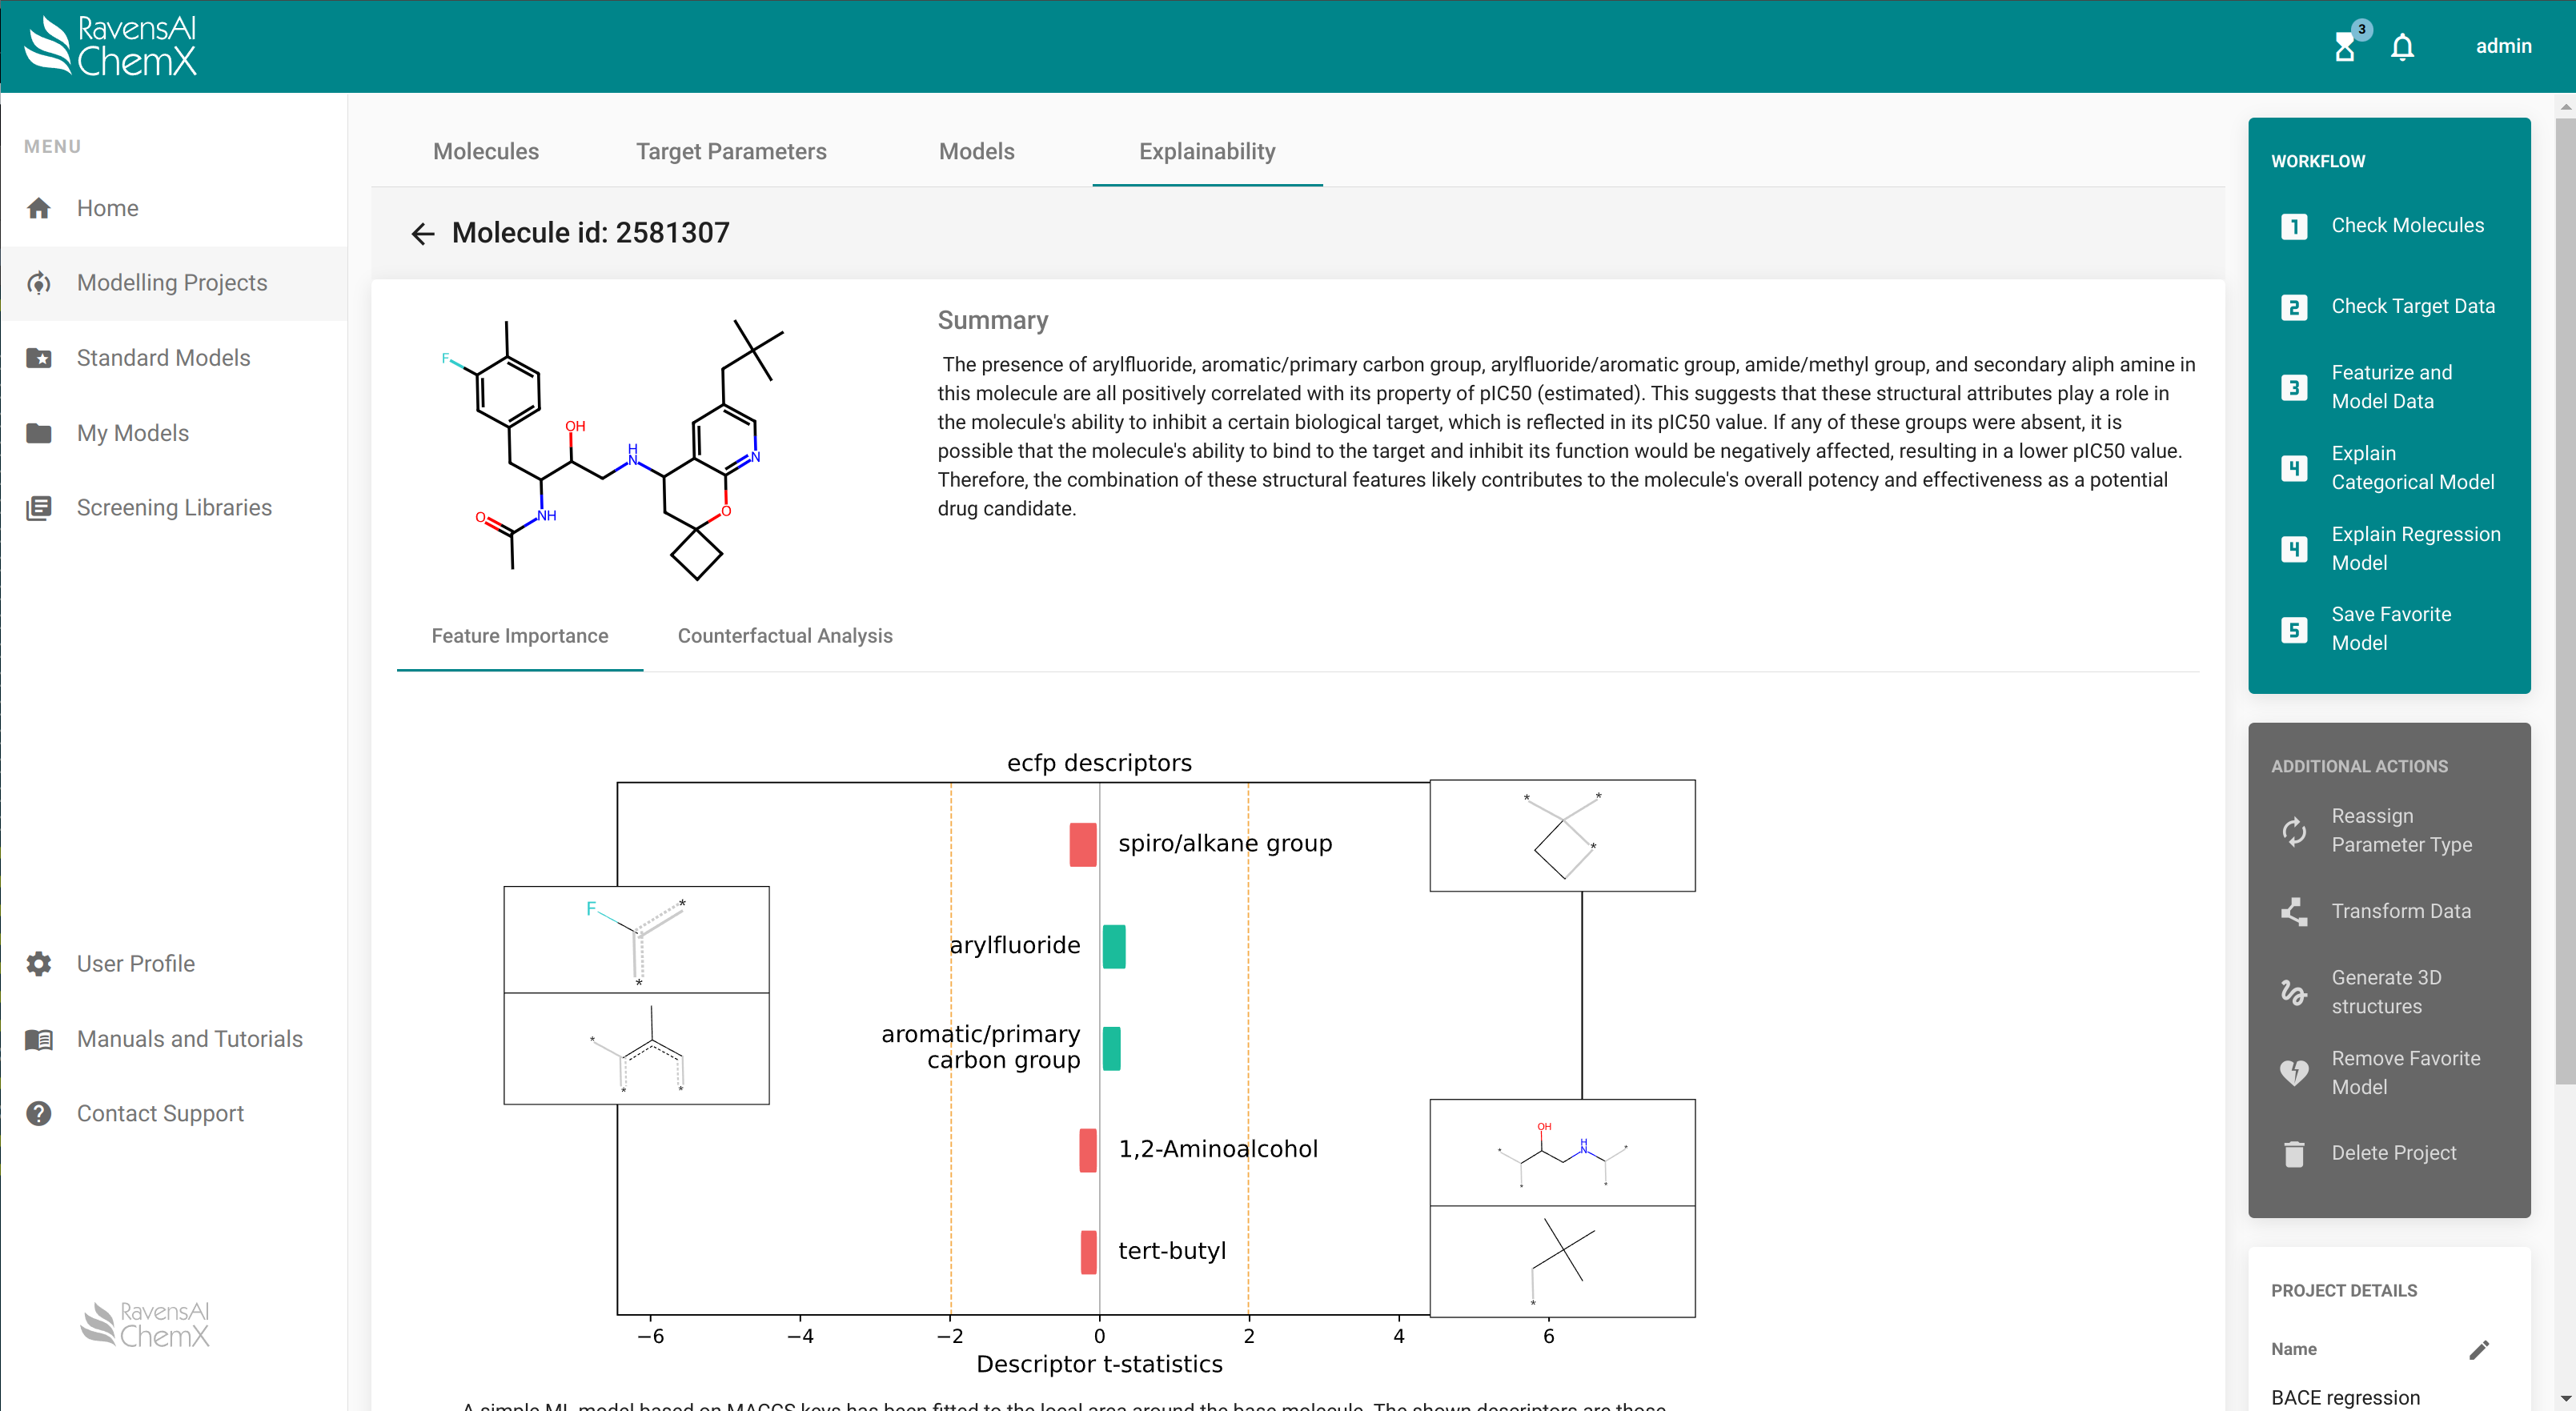 RavensAI
ChemX
3
admin
MENU
Home
Modelling Projects
Standard Models
My Models
Screening Libraries
User Profile
Manuals and Tutorials
Contact Support
RavensAI
ChemX
Molecules
Target Parameters
Models
Explainability
Molecule id: 2581307
F
OH
H
N
N
NH
O
O
Summary
The presence of arylfluoride, aromatic/primary carbon group, arylfluoride/aromatic group, amide/methyl group, and secondary aliph amine in
this molecule are all positively correlated with its property of pIC50 (estimated). This suggests that these structural attributes play a role in
the molecule's ability to inhibit a certain biological target, which is reflected in its pIC50 value. If any of these groups were absent, it is
possible that the molecule's ability to bind to the target and inhibit its function would be negatively affected, resulting in a lower pIC50 value.
Therefore, the combination of these structural features likely contributes to the molecule's overall potency and effectiveness as a potential
drug candidate.
Feature Importance
Counterfactual Analysis
ecfp descriptors
spiro/alkane group
* * *
arylfluoride
F * *
aromatic/primary
carbon group
* * *
1,2-Aminoalcohol
OH
H
N
* * * *
tert-butyl
*
−6 −4 −2 0 2 4 6
Descriptor t-statistics
A simple ML model based on MACCS keys has been fitted to the local area around the base molecule. The shown descriptors are those
WORKFLOW
1 Check Molecules
2 Check Target Data
3 Featurize and
Model Data
4 Explain
Categorical Model
4 Explain Regression
Model
5 Save Favorite
Model
ADDITIONAL ACTIONS
Reassign
Parameter Type
Transform Data
Generate 3D
structures
Remove Favorite
Model
Delete Project
PROJECT DETAILS
Name
BACE regression